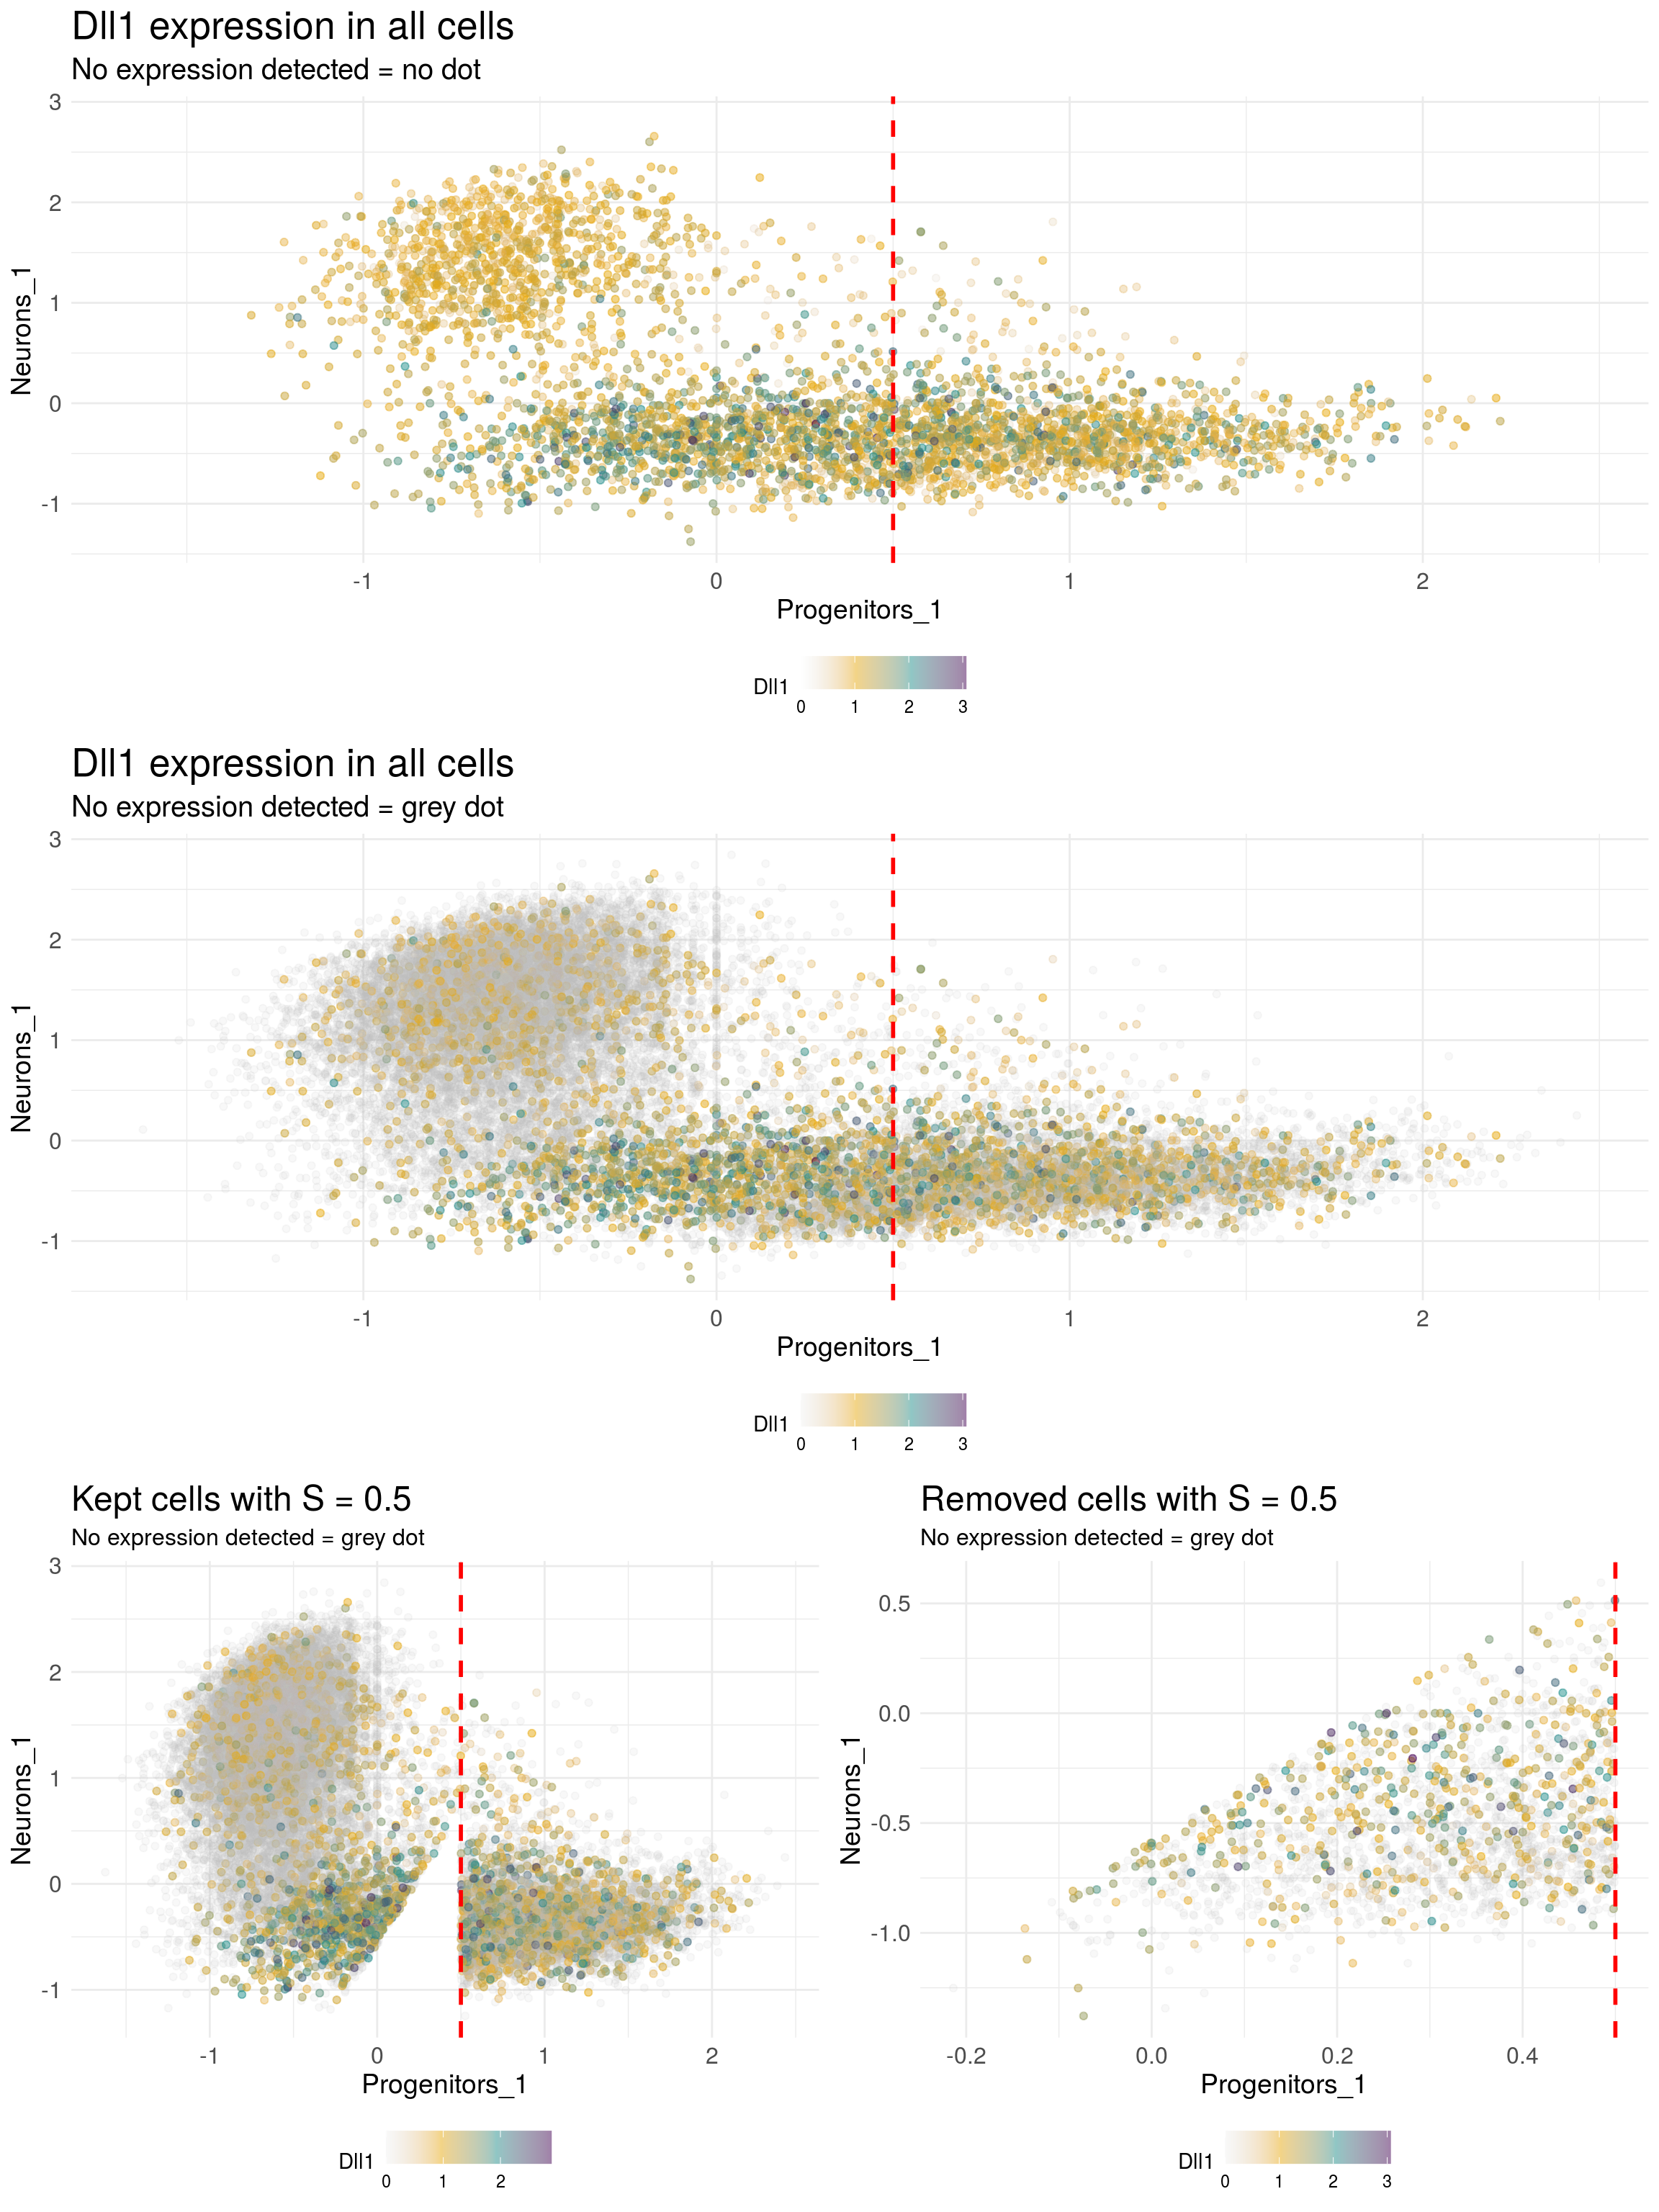 Dll1 expression in all cells
No expression detected = no dot
3
2
1
0
-1
Neurons_1
-1 0 1 2
Progenitors_1
Dll1
0 1 2 3
Dll1 expression in all cells
No expression detected = grey dot
3
2
1
0
-1
Neurons_1
-1 0 1 2
Progenitors_1
Dll1
0 1 2 3
Kept cells with S = 0.5
No expression detected = grey dot
3
2
1
0
-1
Neurons_1
-1 0 1 2
Progenitors_1
Dll1
0 1 2
Removed cells with S = 0.5
No expression detected = grey dot
0.5
0.0
-0.5
-1.0
Neurons_1
-0.2 0.0 0.2 0.4
Progenitors_1
Dll1
0 1 2 3